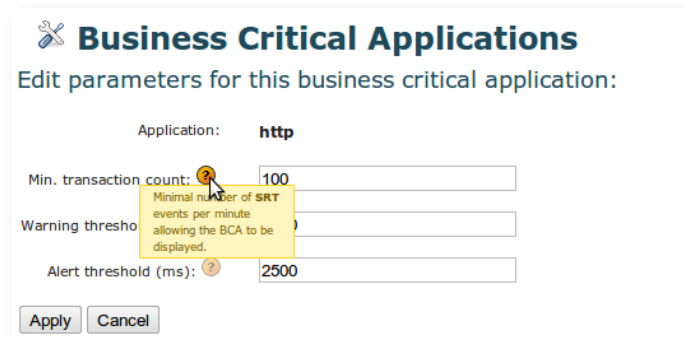 Business Critical Applications
Edit parameters for this business critical application:
Application: http
Min. transaction count: ? 100
Minimal number of SRT
events per minute
allowing the BCA to be
displayed.
Warning
Alert threshold (ms): ? 2500
Apply Cancel